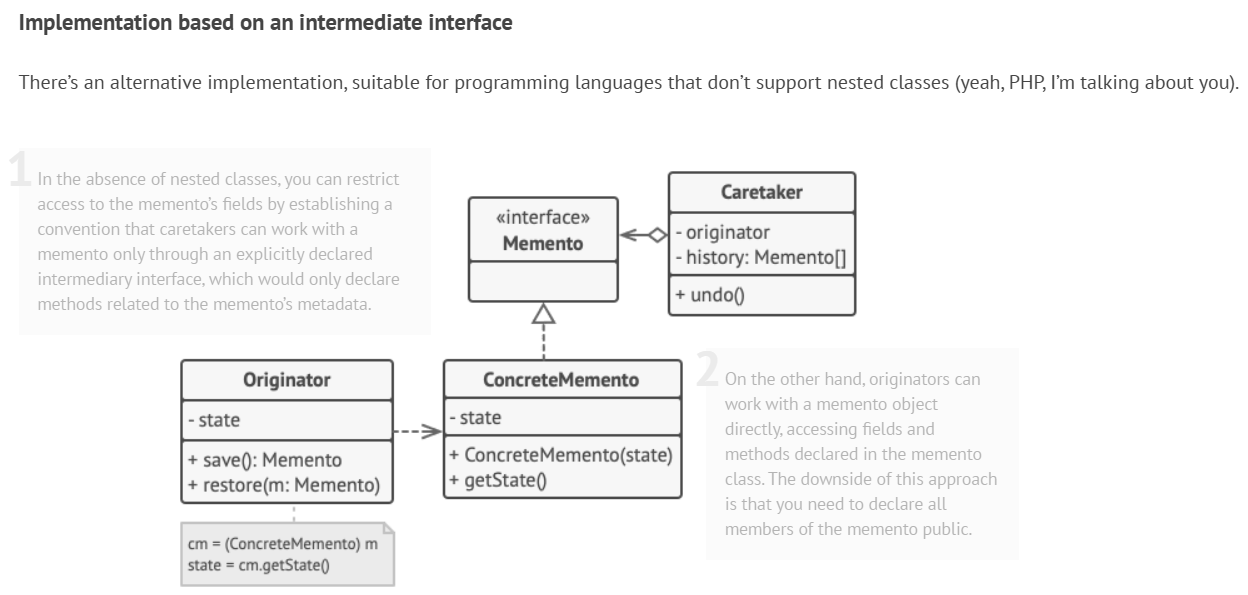 Implementation based on an intermediate interface
There's an alternative implementation, suitable for programming languages that don't support nested classes (yeah, PHP, I'm talking about you).
1
In the absence of nested classes, you can restrict
access to the memento's fields by establishing a
convention that caretakers can work with a
memento only through an explicitly declared
intermediary interface, which would only declare
methods related to the memento's metadata.
«interface»
Memento
Caretaker
- originator
- history: Memento[]
+ undo()
Originator
- state
+ save(): Memento
+ restore(m: Memento)
cm = (ConcreteMemento) m
state = cm.getState()
ConcreteMemento
- state
+ ConcreteMemento(state)
+ getState()
2
On the other hand, originators can
work with a memento object
directly, accessing fields and
methods declared in the memento
class. The downside of this approach
is that you need to declare all
members of the memento public.